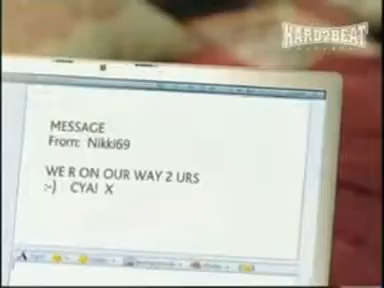 HARD2BEAT
MESSAGE
From: Nikki69
WE R ON OUR WAY 2 URS
:-) CYA! X